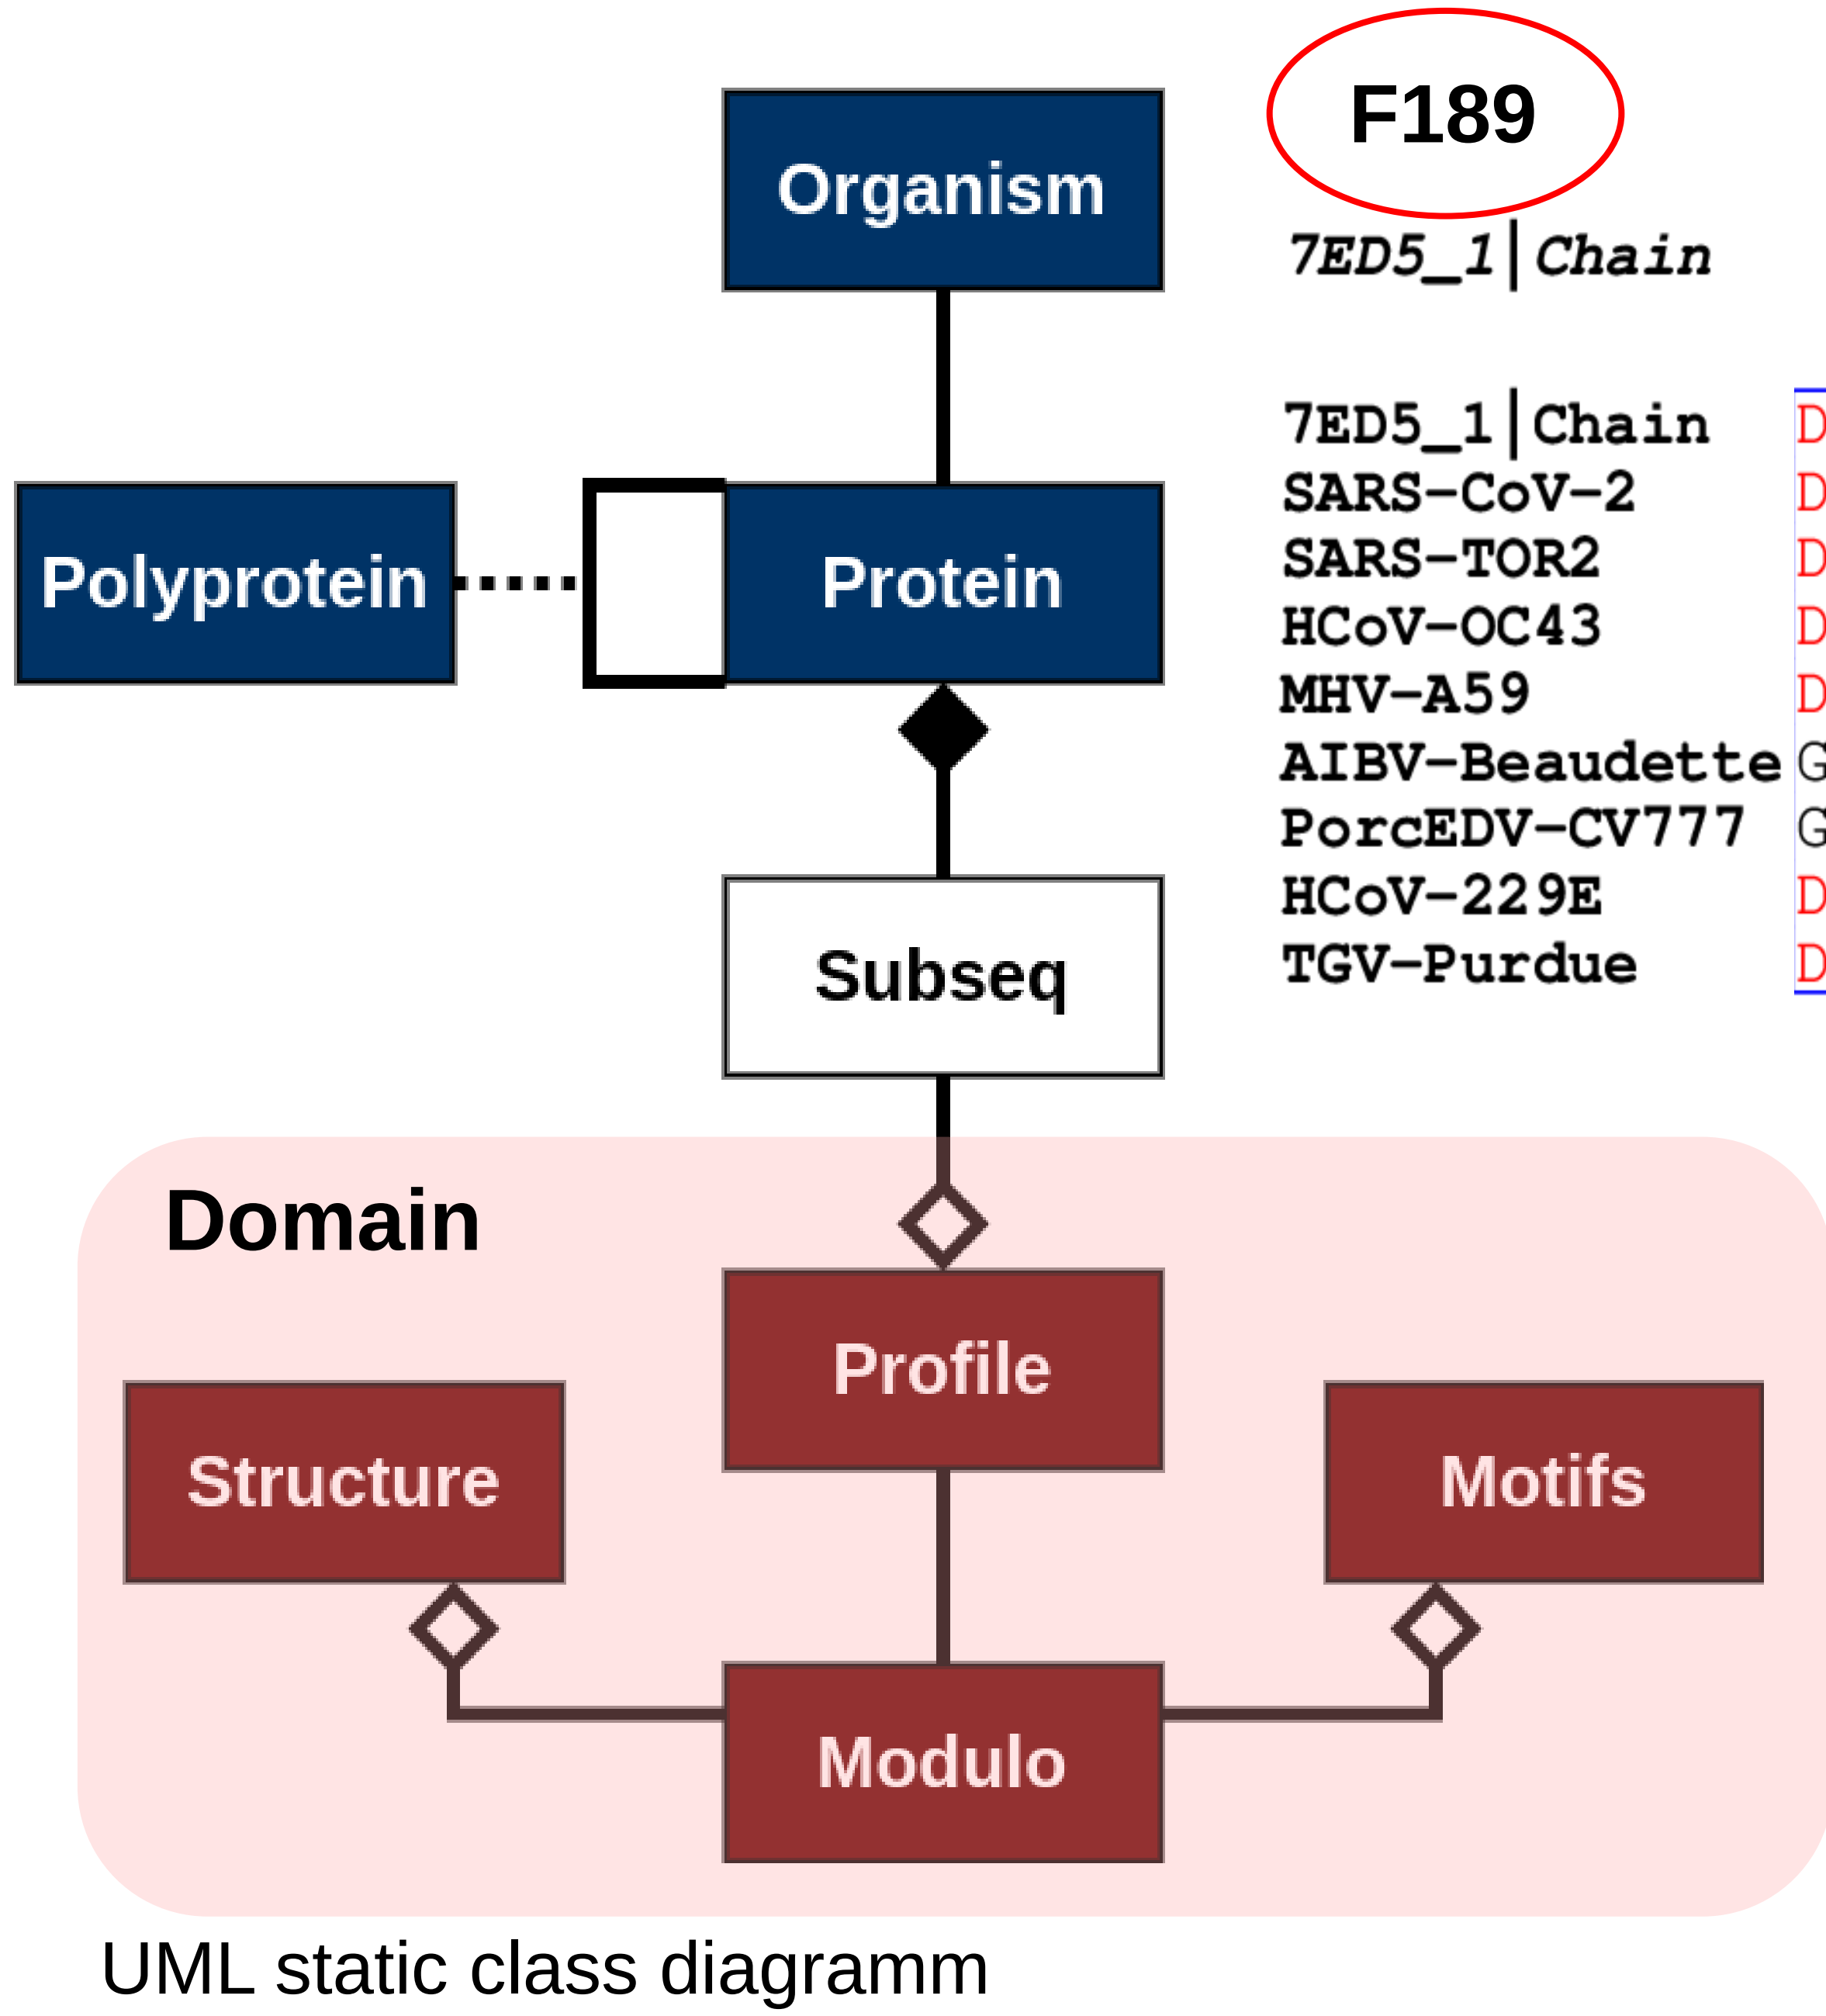 F189
Organism
7ED5_1|Chain
7ED5_1|Chain D
SARS-CoV-2 D
SARS-TOR2 D
HCoV-OC43 D
MHV-A59 D
AIBV-Beaudette G
PorcEDV-CV777 G
HCoV-229E D
TGV-Purdue D
Polyprotein
Protein
Subseq
Domain
Profile
Structure
Motifs
Modulo
UML static class diagramm